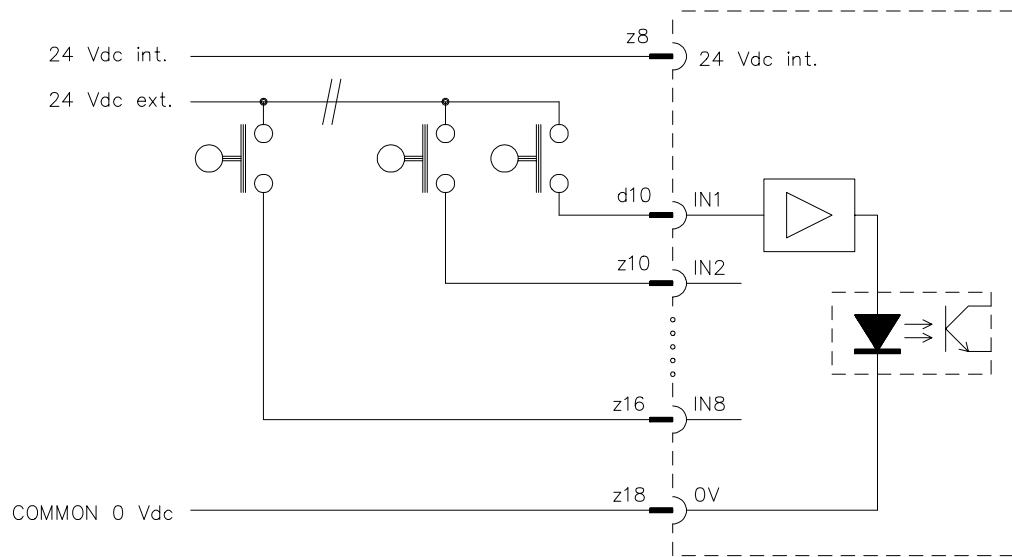 z8
24 Vdc int.
24 Vdc int.
24 Vdc ext.
d10
IN1
z10
IN2
z16
IN8
z18
0V
COMMON 0 Vdc